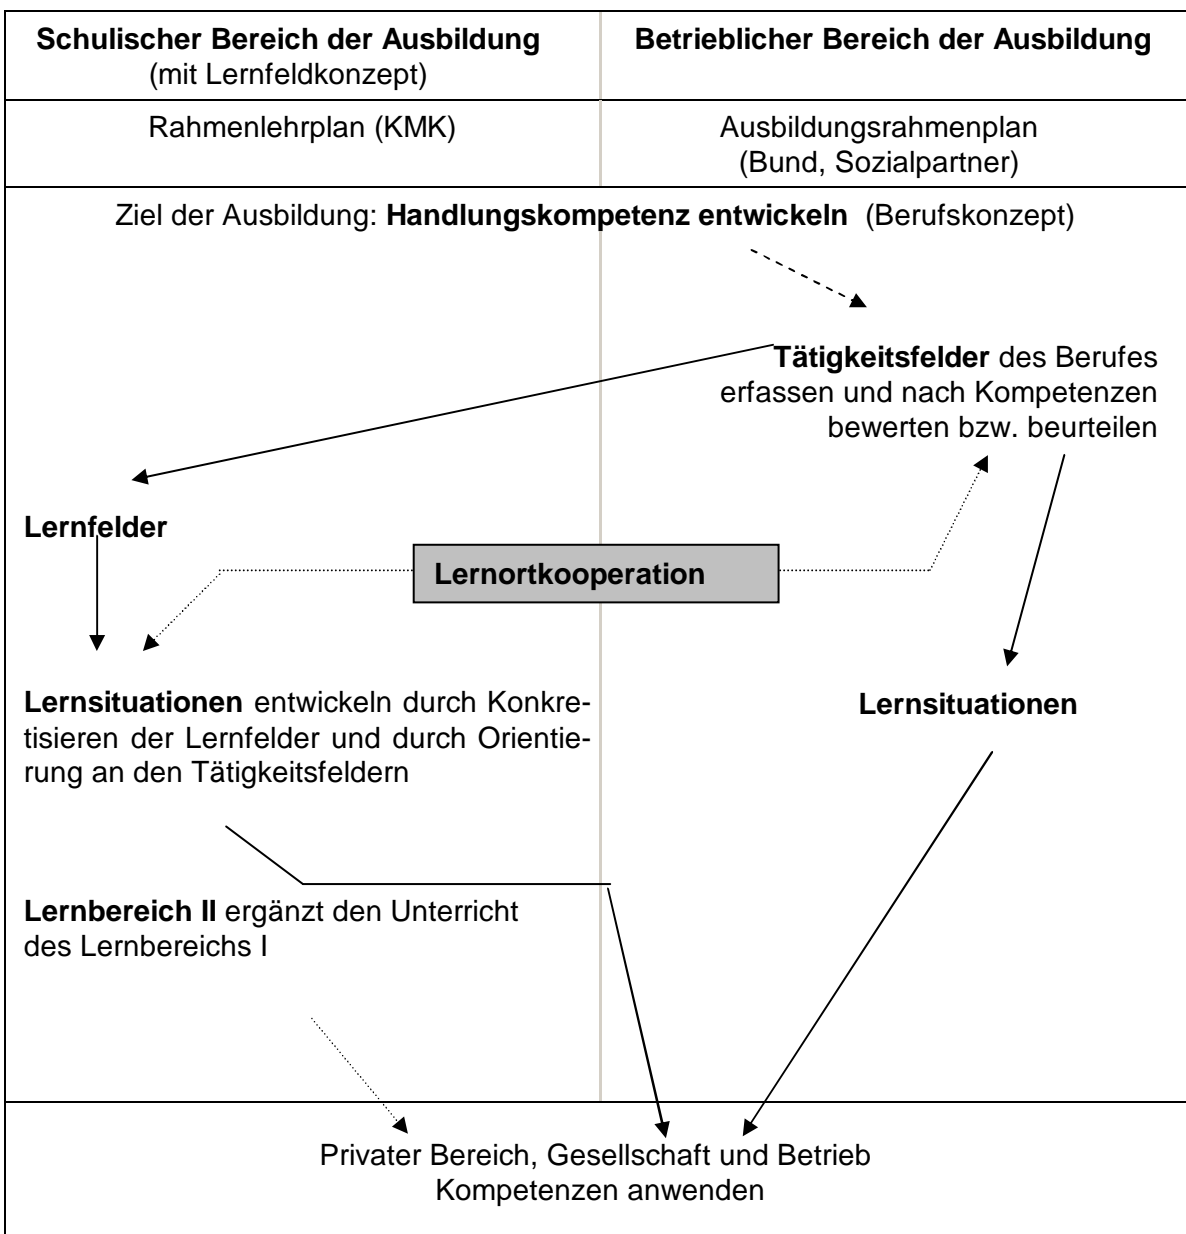 Schulischer Bereich der Ausbildung
(mit Lernfeldkonzept)
Betrieblicher Bereich der Ausbildung
Rahmenlehrplan (KMK)
Ausbildungsrahmenplan
(Bund, Sozialpartner)
Ziel der Ausbildung: Handlungskompetenz entwickeln (Berufskonzept)
Tätigkeitsfelder des Berufes
erfassen und nach Kompetenzen
bewerten bzw. beurteilen
Lernfelder
Lernortkooperation
Lernsituationen entwickeln durch Konkre-
tisieren der Lernfelder und durch Orientie-
rung an den Tätigkeitsfeldern
Lernsituationen
Lernbereich II ergänzt den Unterricht
des Lernbereichs I
Privater Bereich, Gesellschaft und Betrieb
Kompetenzen anwenden